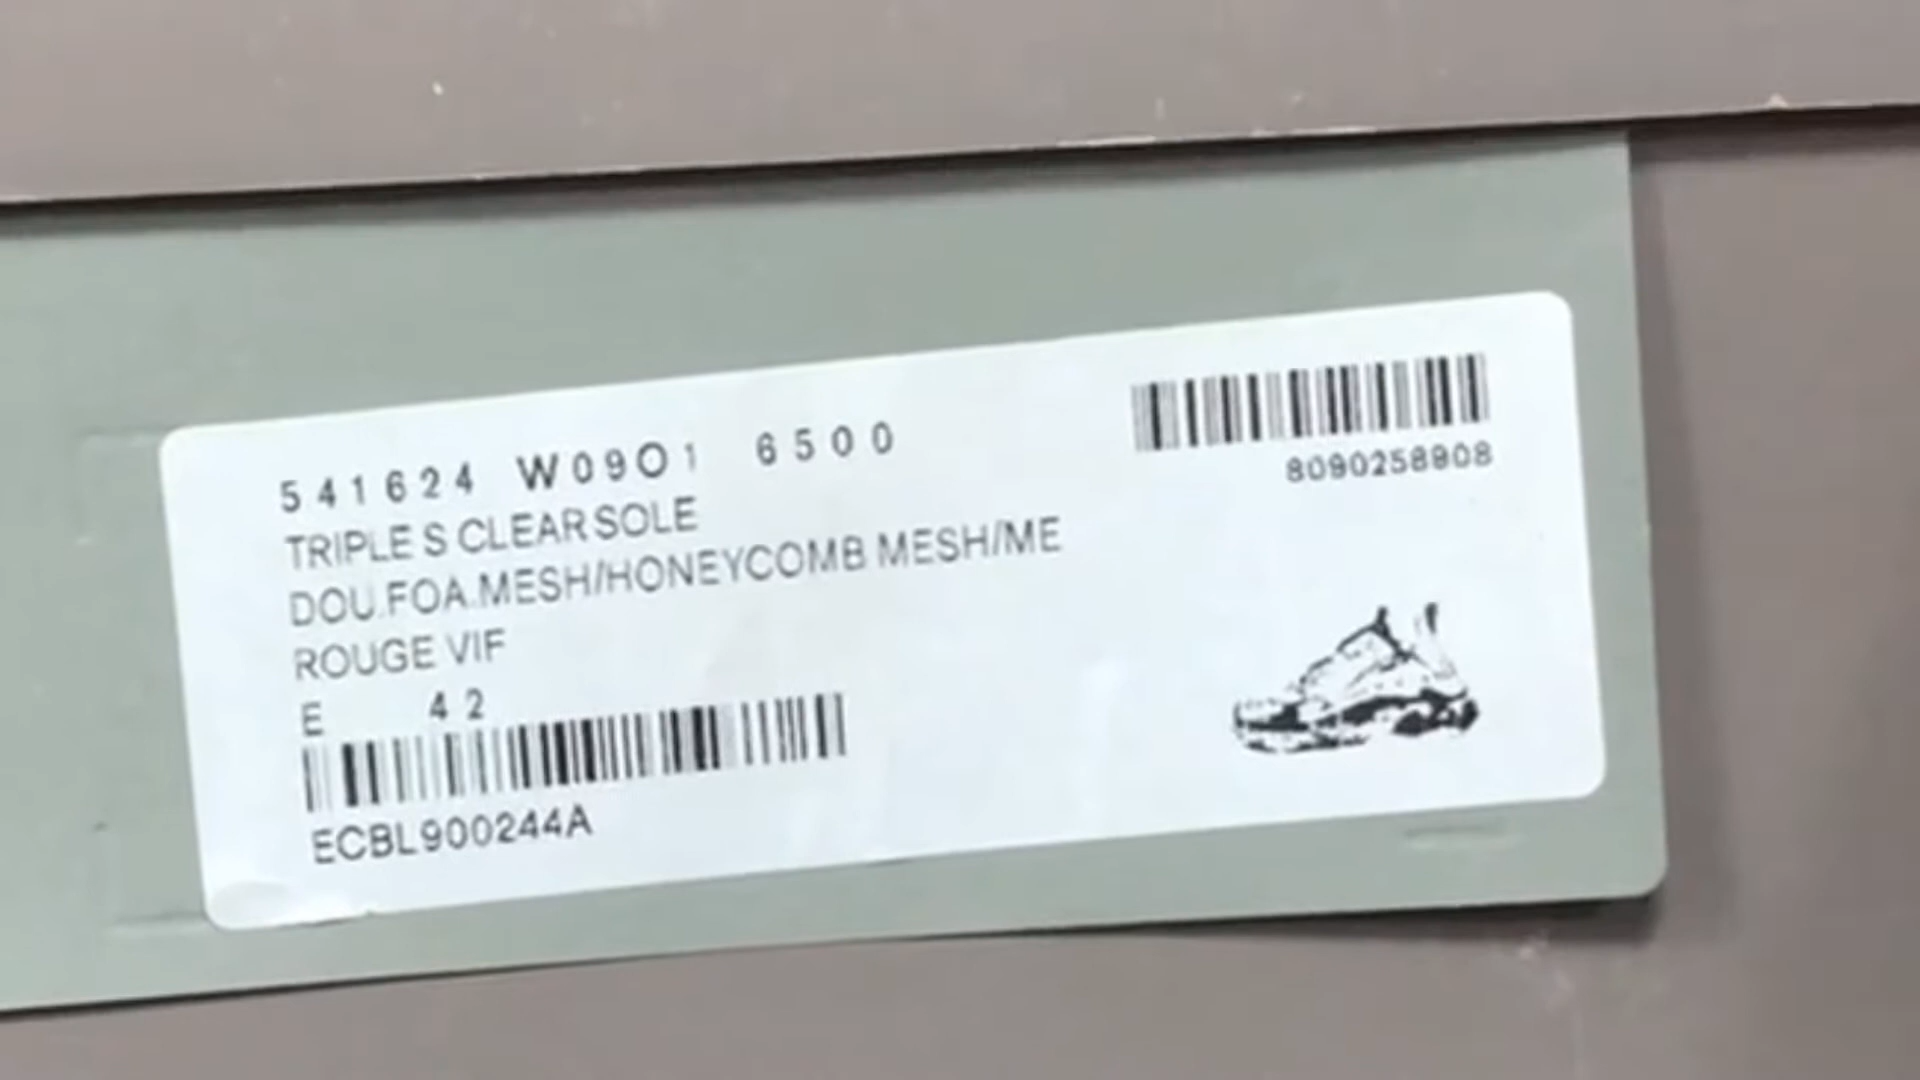 541624 W09O1 6500
8090258908
TRIPLE S CLEAR SOLE
DOU.FOA.MESH/HONEYCOMB MESH/ME
ROUGE VIF
E 42
ECBL900244A